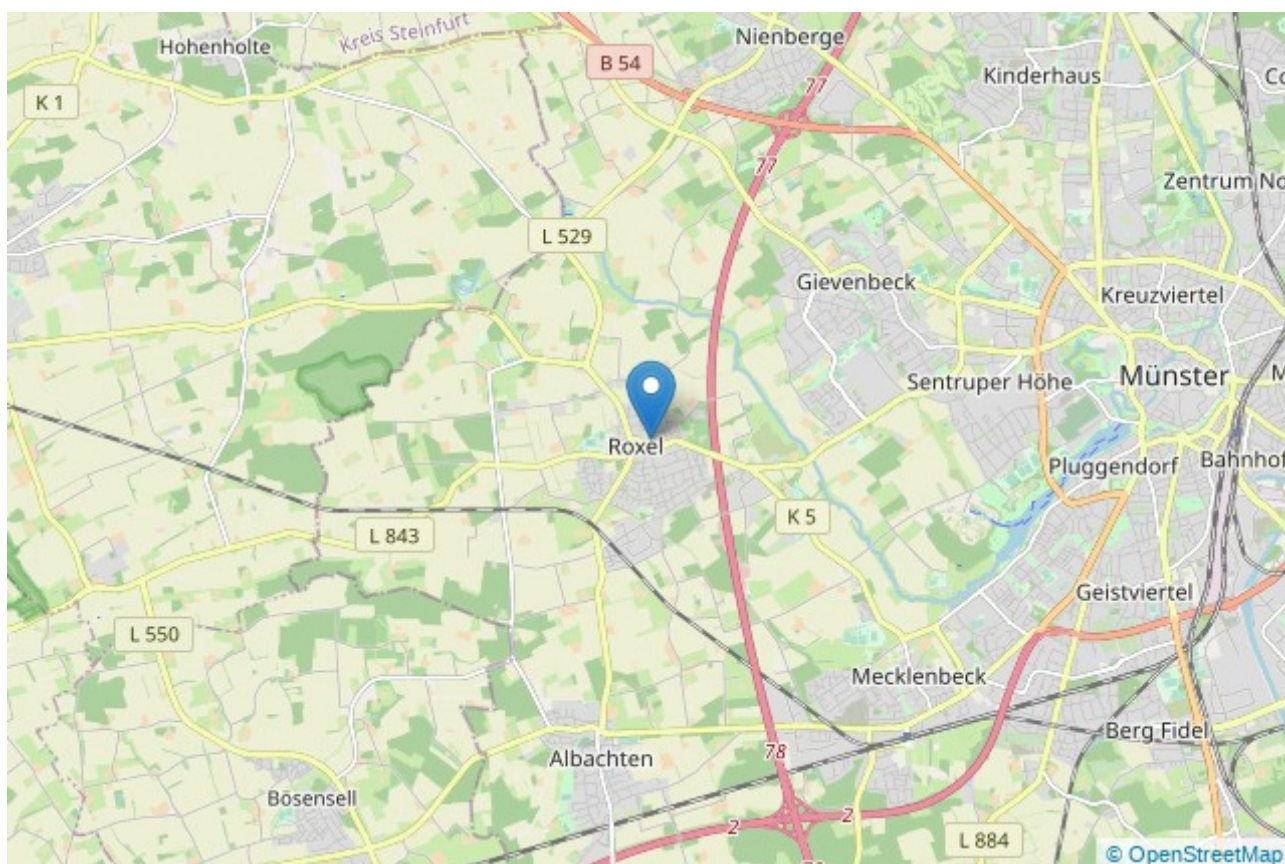 Nienberge
Hohenholte
Kreis Steinfurt
B 54
Kinderhaus
77
K 1
77
Zentrum No
L 529
Gievenbeck
Kreuzviertel
Münster
Sentruper Höhe
Roxel
Pluggendorf
Bahnhof
K 5
L 843
Geistviertel
L 550
Mecklenbeck
Berg Fidel
Albachten
78
Bösensell
2
2
L 884
© OpenStreetMap